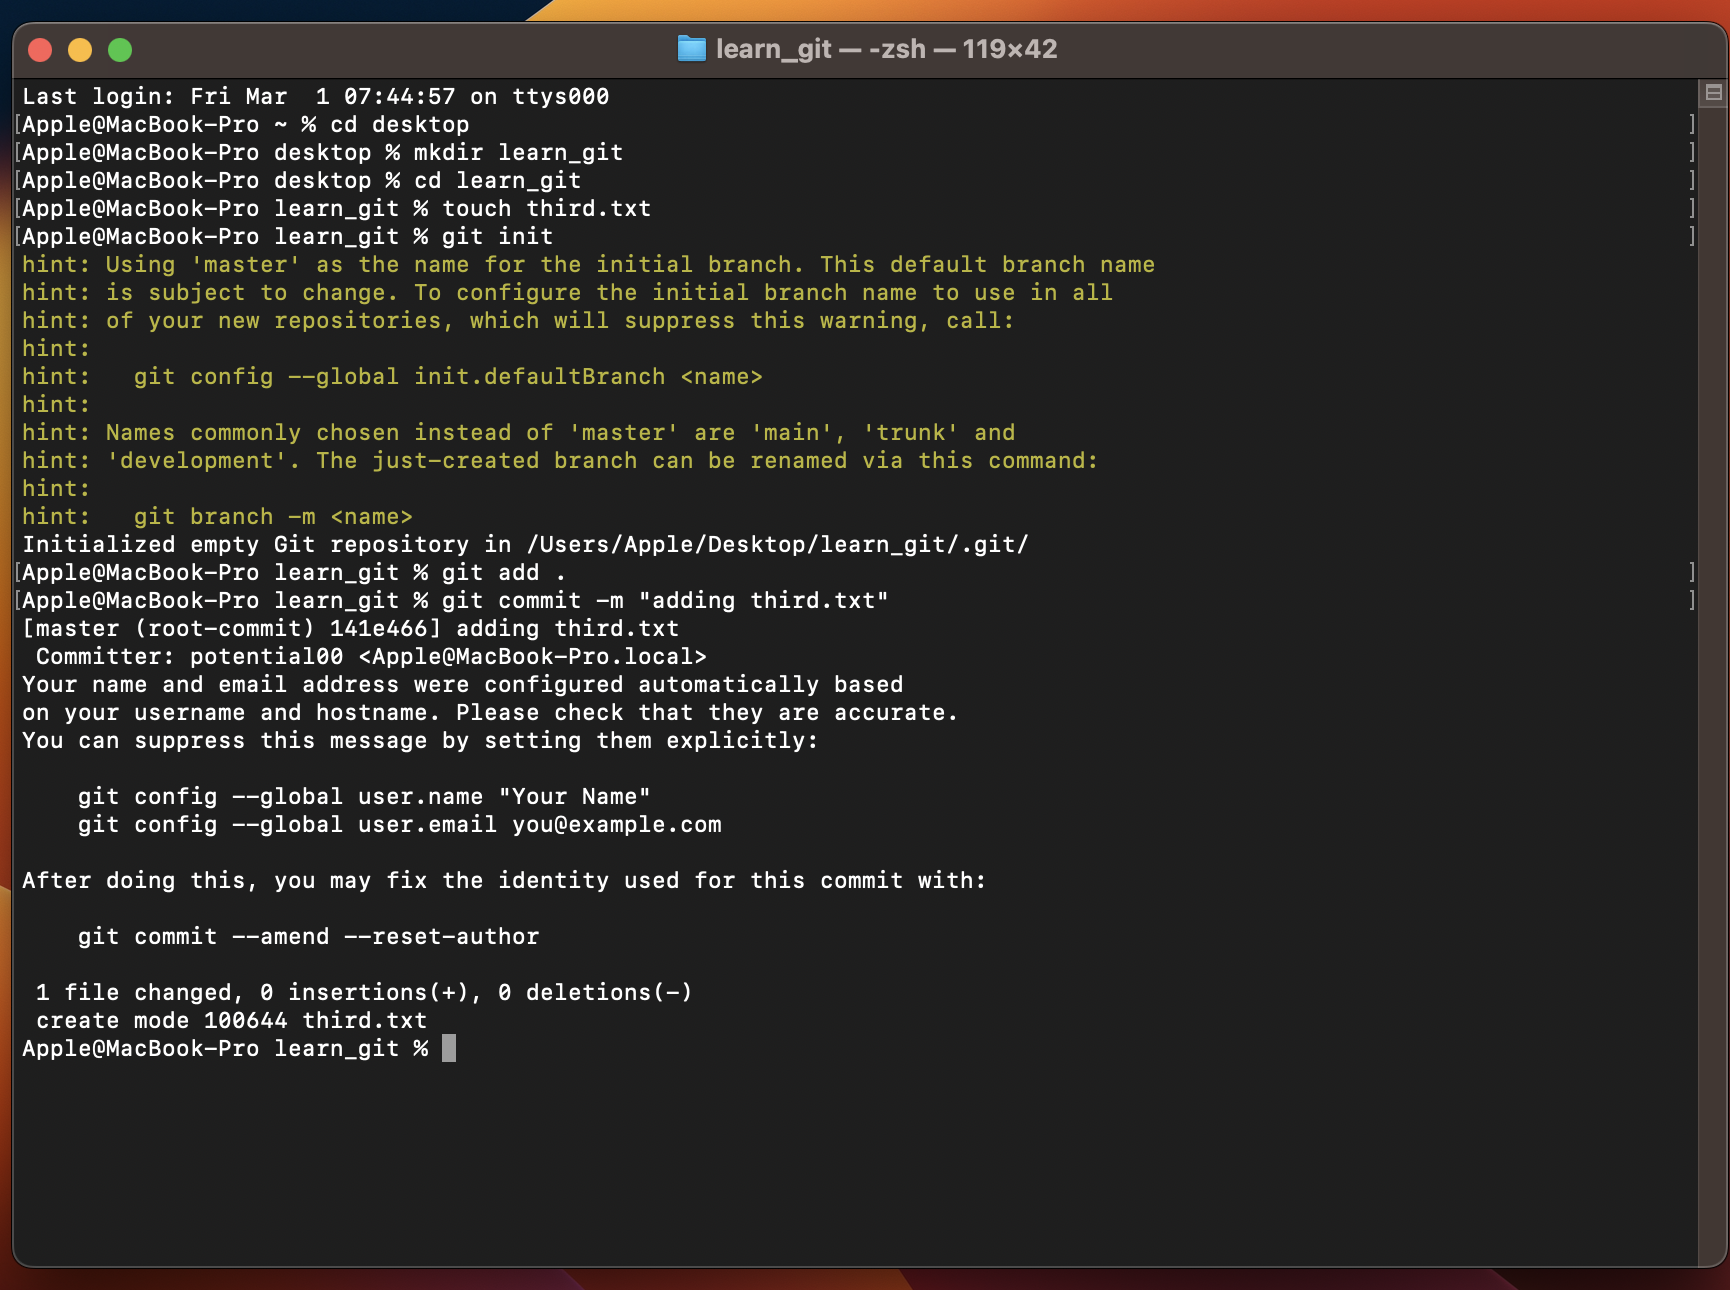 learn_git — -zsh — 119×42
Last login: Fri Mar  1 07:44:57 on ttys000
[Apple@MacBook-Pro ~ % cd desktop ]
[Apple@MacBook-Pro desktop % mkdir learn_git ]
[Apple@MacBook-Pro desktop % cd learn_git ]
[Apple@MacBook-Pro learn_git % touch third.txt ]
[Apple@MacBook-Pro learn_git % git init ]
hint: Using 'master' as the name for the initial branch. This default branch name
hint: is subject to change. To configure the initial branch name to use in all
hint: of your new repositories, which will suppress this warning, call:
hint:
hint:   git config --global init.defaultBranch <name>
hint:
hint: Names commonly chosen instead of 'master' are 'main', 'trunk' and
hint: 'development'. The just-created branch can be renamed via this command:
hint:
hint:   git branch -m <name>
Initialized empty Git repository in /Users/Apple/Desktop/learn_git/.git/
[Apple@MacBook-Pro learn_git % git add . ]
[Apple@MacBook-Pro learn_git % git commit -m "adding third.txt" ]
[master (root-commit) 141e466] adding third.txt
 Committer: potential00 <Apple@MacBook-Pro.local>
Your name and email address were configured automatically based
on your username and hostname. Please check that they are accurate.
You can suppress this message by setting them explicitly:

    git config --global user.name "Your Name"
    git config --global user.email you@example.com

After doing this, you may fix the identity used for this commit with:

    git commit --amend --reset-author

 1 file changed, 0 insertions(+), 0 deletions(-)
 create mode 100644 third.txt
Apple@MacBook-Pro learn_git %